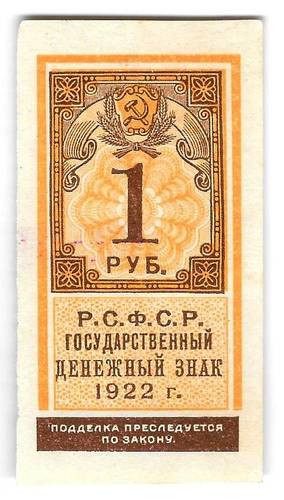 1
РУБ.
Р.С.Ф.С.Р.
ГОСУДАРСТВЕННЫЙ
ДЕНЕЖНЫЙ ЗНАК
1922 г.
ПОДДЕЛКА ПРЕСЛЕДУЕТСЯ
ПО ЗАКОНУ.